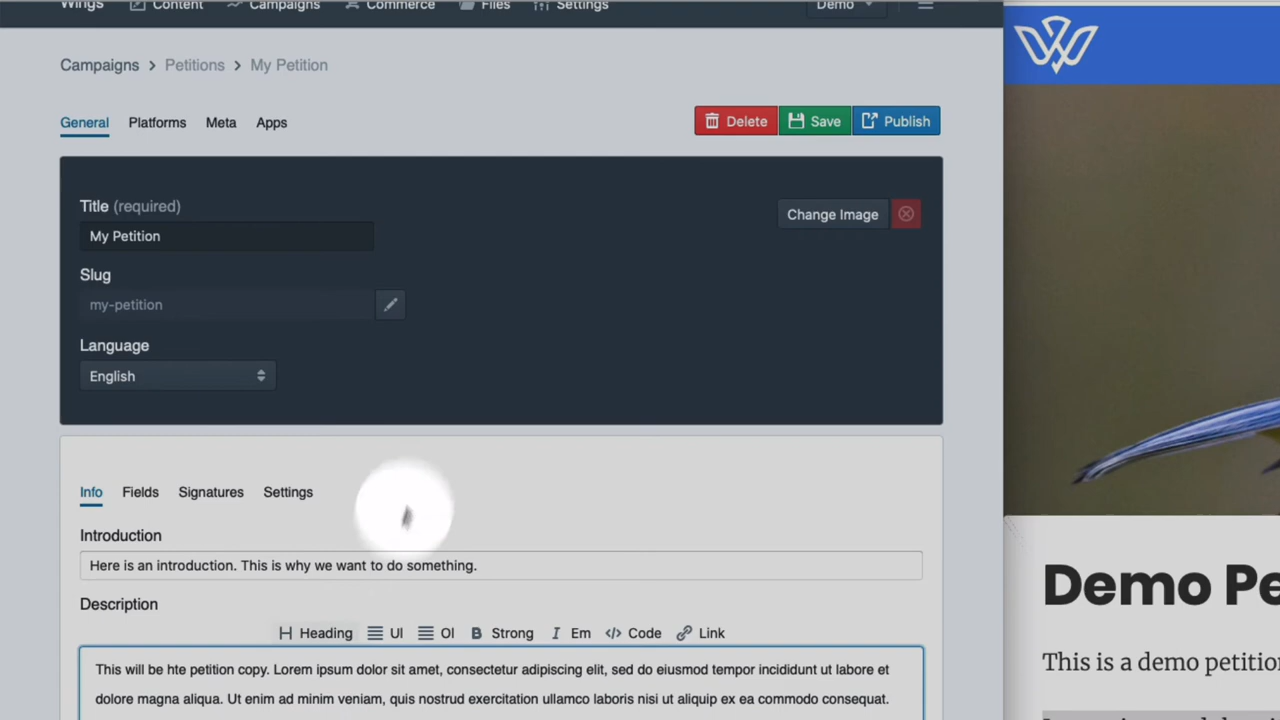 Wings Content Campaigns Commerce Files Settings Demo
Campaigns > Petitions > My Petition
General Platforms Meta Apps Delete Save Publish
Title (required)
Change Image
My Petition
Slug
my-petition
Language
English
Info Fields Signatures Settings
Introduction
Here is an introduction. This is why we want to do something.
Description
H Heading Ul Ol B Strong I Em </> Code Link
This will be hte petition copy. Lorem ipsum dolor sit amet, consectetur adipiscing elit, sed do eiusmod tempor incididunt ut labore et
dolore magna aliqua. Ut enim ad minim veniam, quis nostrud exercitation ullamco laboris nisi ut aliquip ex ea commodo consequat.
Demo Pe
This is a demo petition